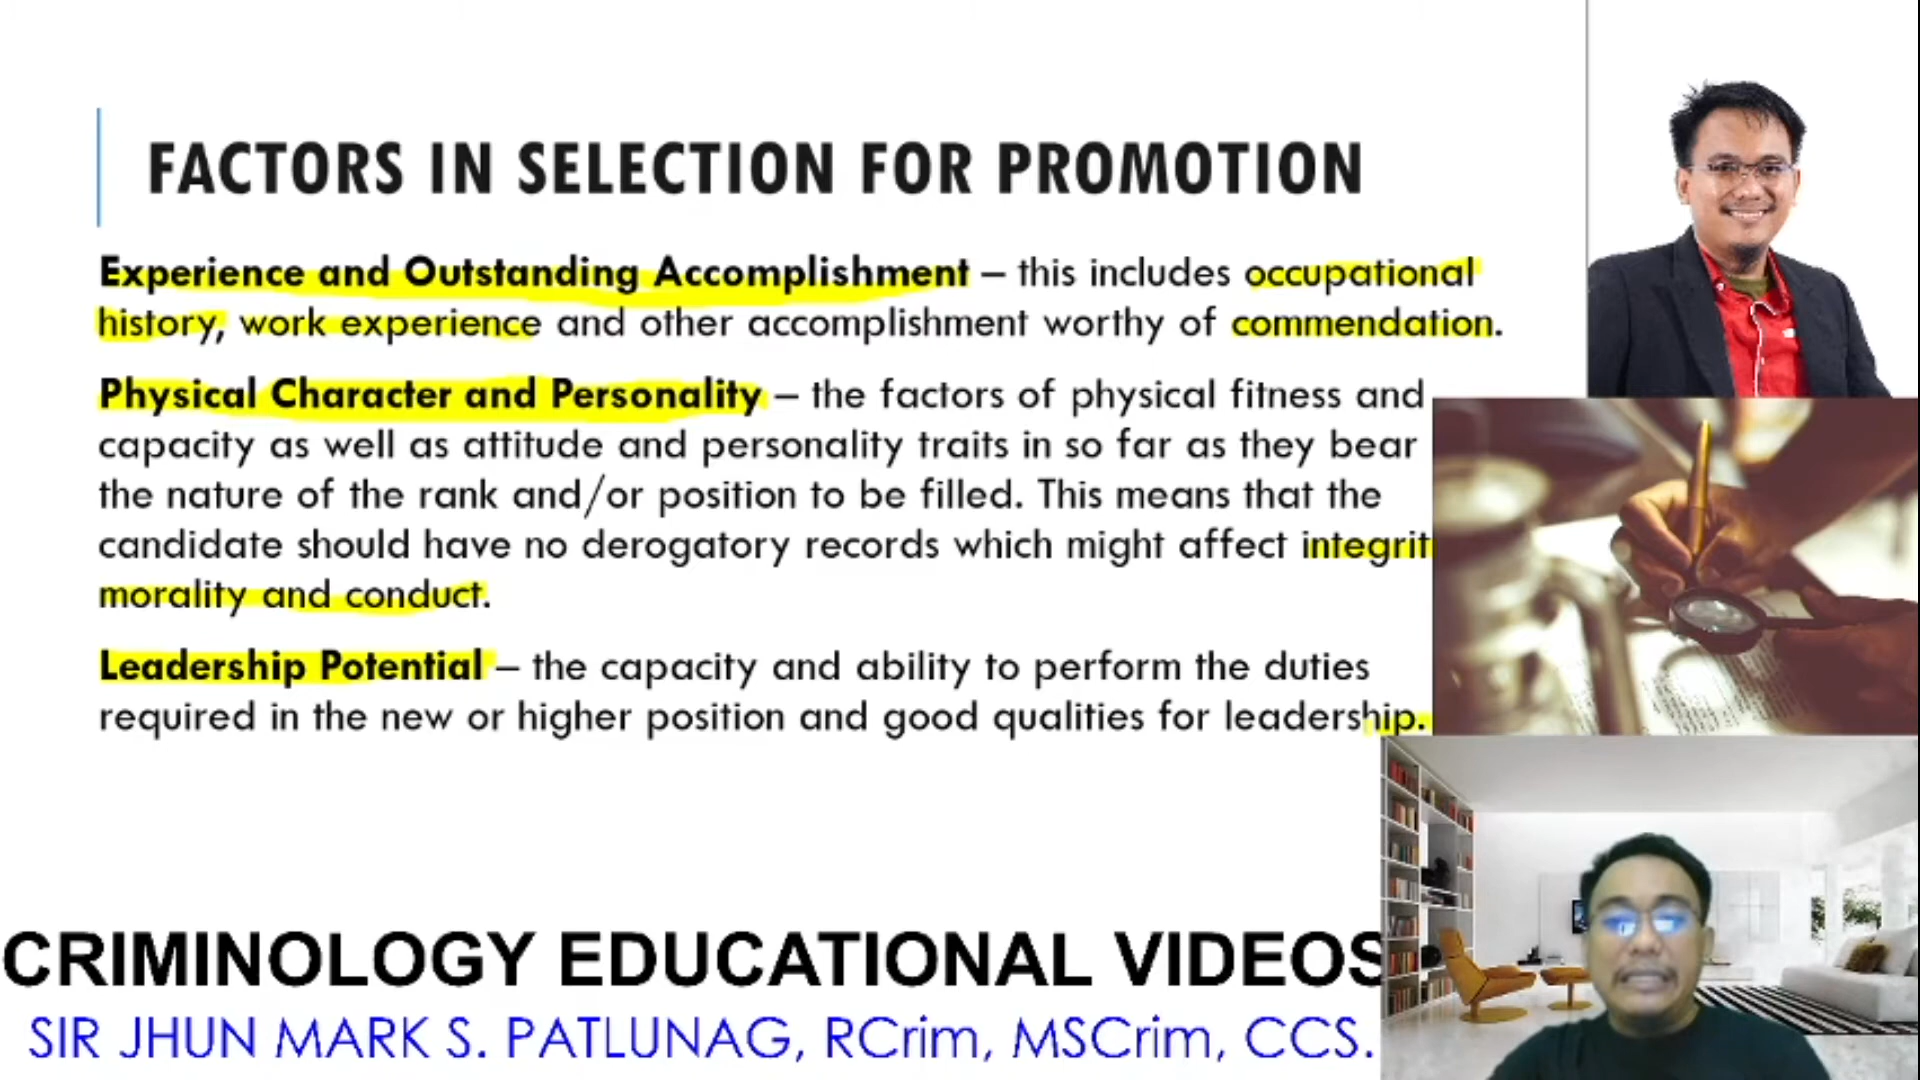 FACTORS IN SELECTION FOR PROMOTION
Experience and Outstanding Accomplishment – this includes occupational
history, work experience and other accomplishment worthy of commendation.
Physical Character and Personality – the factors of physical fitness and
capacity as well as attitude and personality traits in so far as they bear
the nature of the rank and/or position to be filled. This means that the
candidate should have no derogatory records which might affect integrit
morality and conduct.
Leadership Potential – the capacity and ability to perform the duties
required in the new or higher position and good qualities for leadership.
CRIMINOLOGY EDUCATIONAL VIDEOS
SIR JHUN MARK S. PATLUNAG, RCrim, MSCrim, CCS.